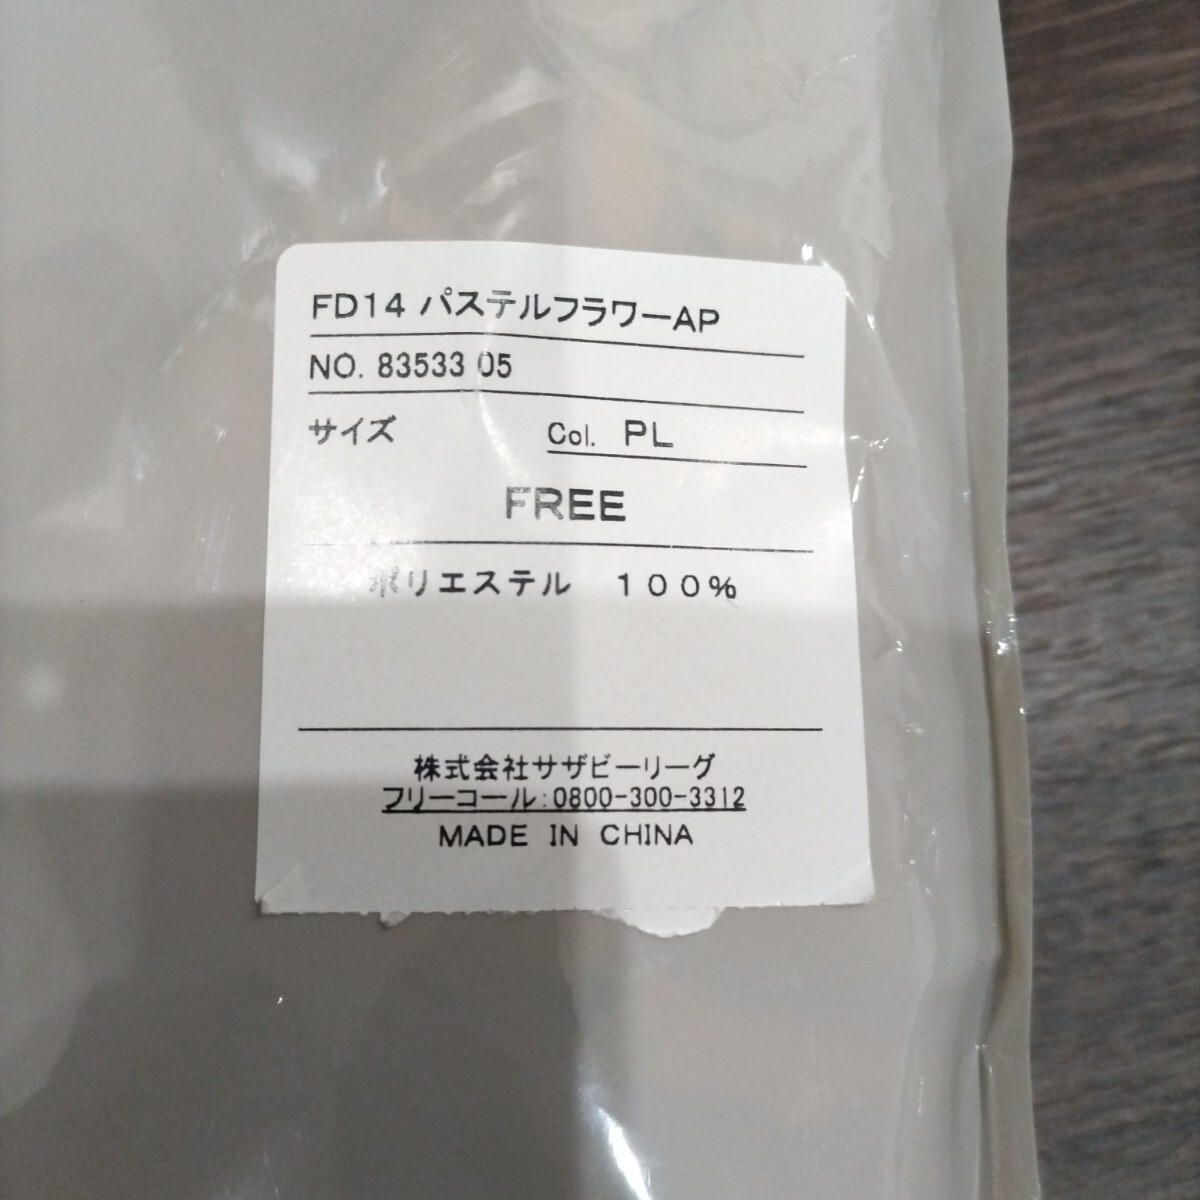 FD14 パステルフラワーAP
NO. 83533 05
サイズ Col. PL
FREE
ポリエステル 100%
株式会社サザビーリーグ
フリーコール:0800-300-3312
MADE IN CHINA